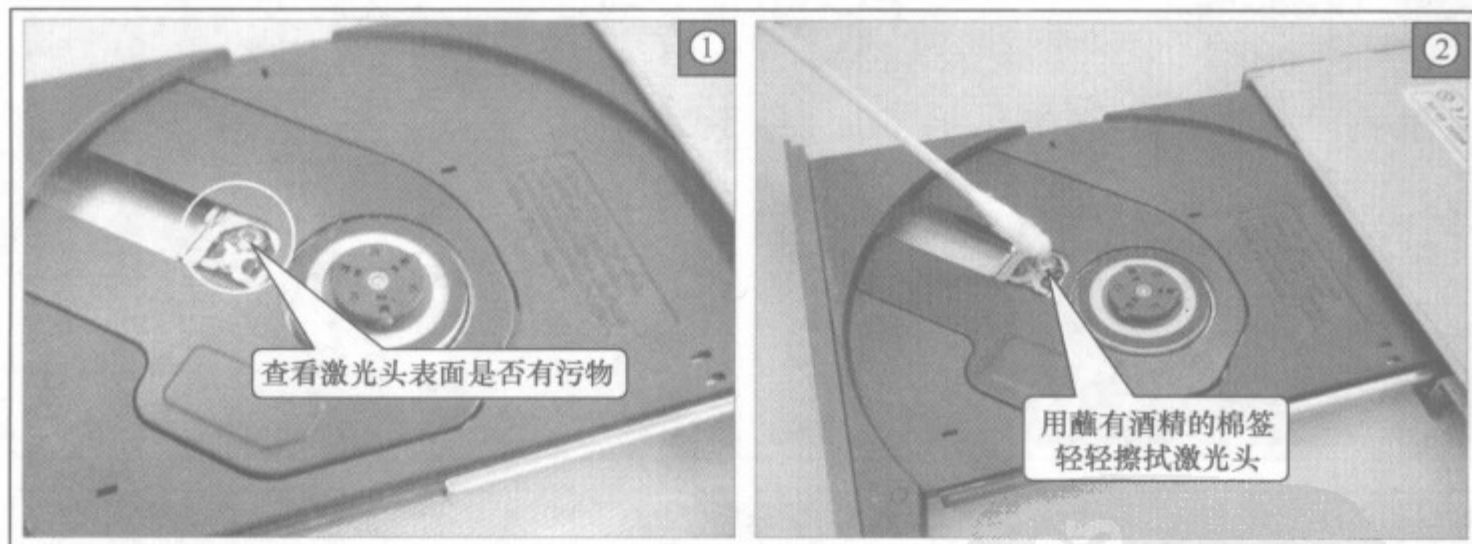 ①
查看激光头表面是否有污物
②
用蘸有酒精的棉签
轻轻擦拭激光头